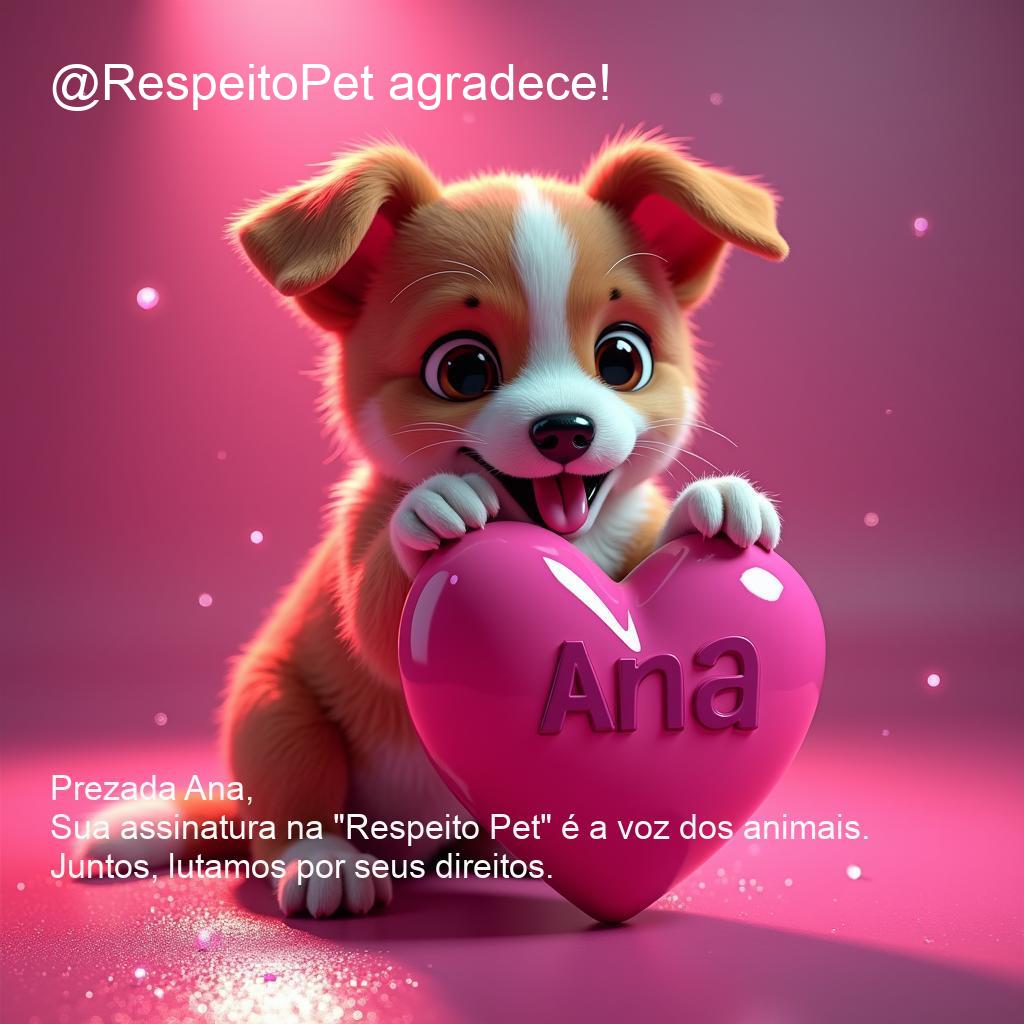 @RespeitoPet agradece!
Ana
Prezada Ana,
Sua assinatura na "Respeito Pet" é a voz dos animais.
Juntos, lutamos por seus direitos.